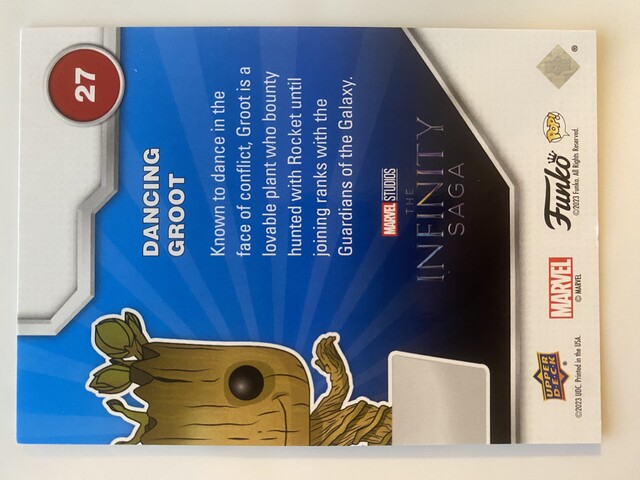 27
DANCING
GROOT
Known to dance in the
face of conflict, Groot is a
lovable plant who bounty
hunted with Rocket until
joining ranks with the
Guardians of the Galaxy.
MARVEL STUDIOS
THE
INFINITY
SAGA
®
POP!
Funko
©2023 Funko. All Rights Reserved.
MARVEL
© MARVEL
UPPER
DECK
®
©2023 UDC. Printed in the USA.